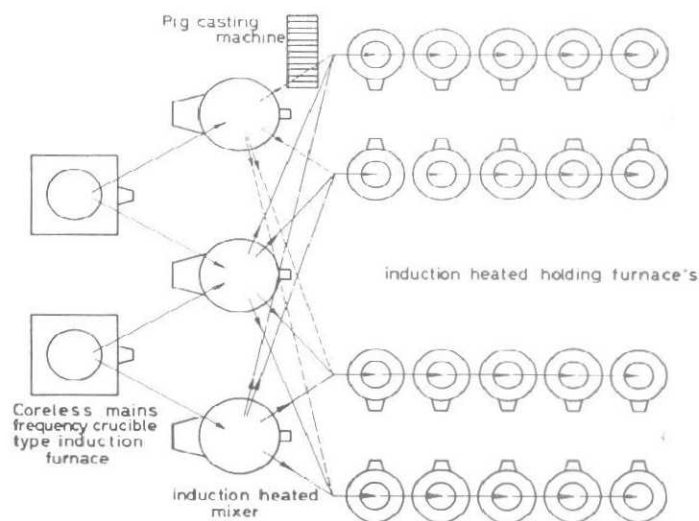 Pig casting
machine
induction heated holding furnace's
Coreless mains
frequency crucible
type induction
furnace
induction heated
mixer